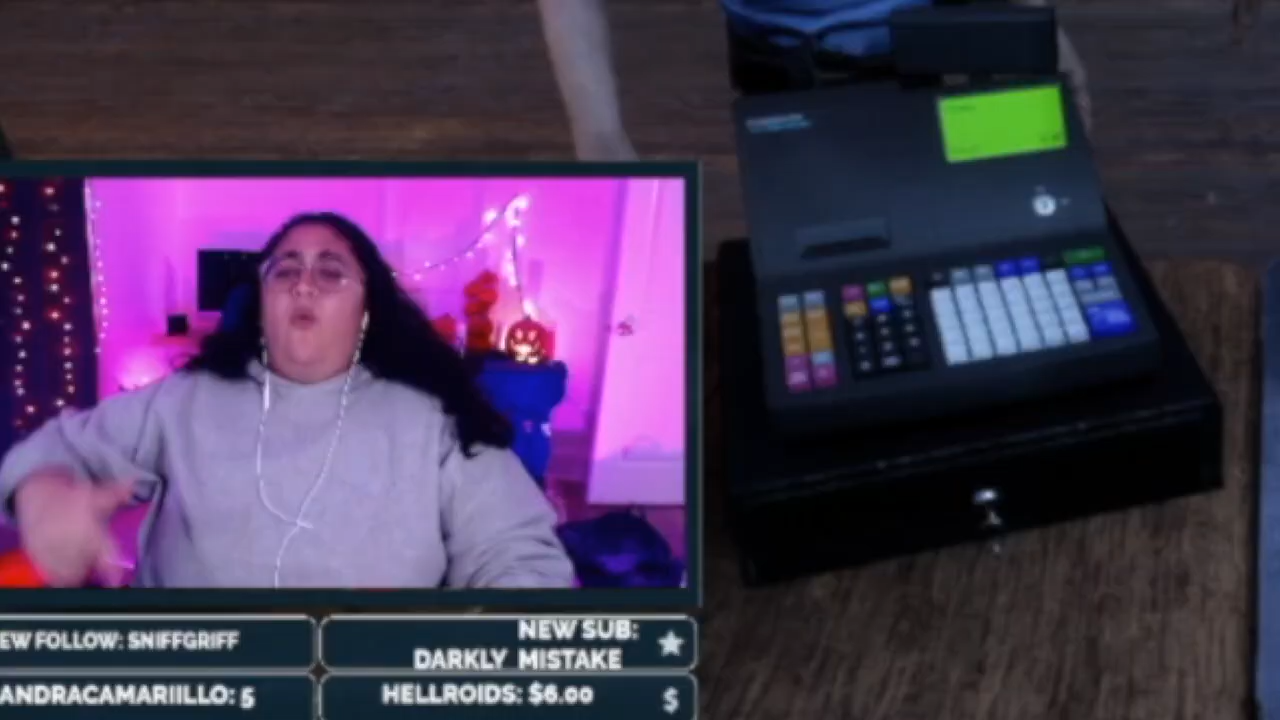 EW FOLLOW: SNIFFGRIFF
NEW SUB:
DARKLY MISTAKE
ANDRACAMARIILLO: 5
HELLROIDS: $6.00
$